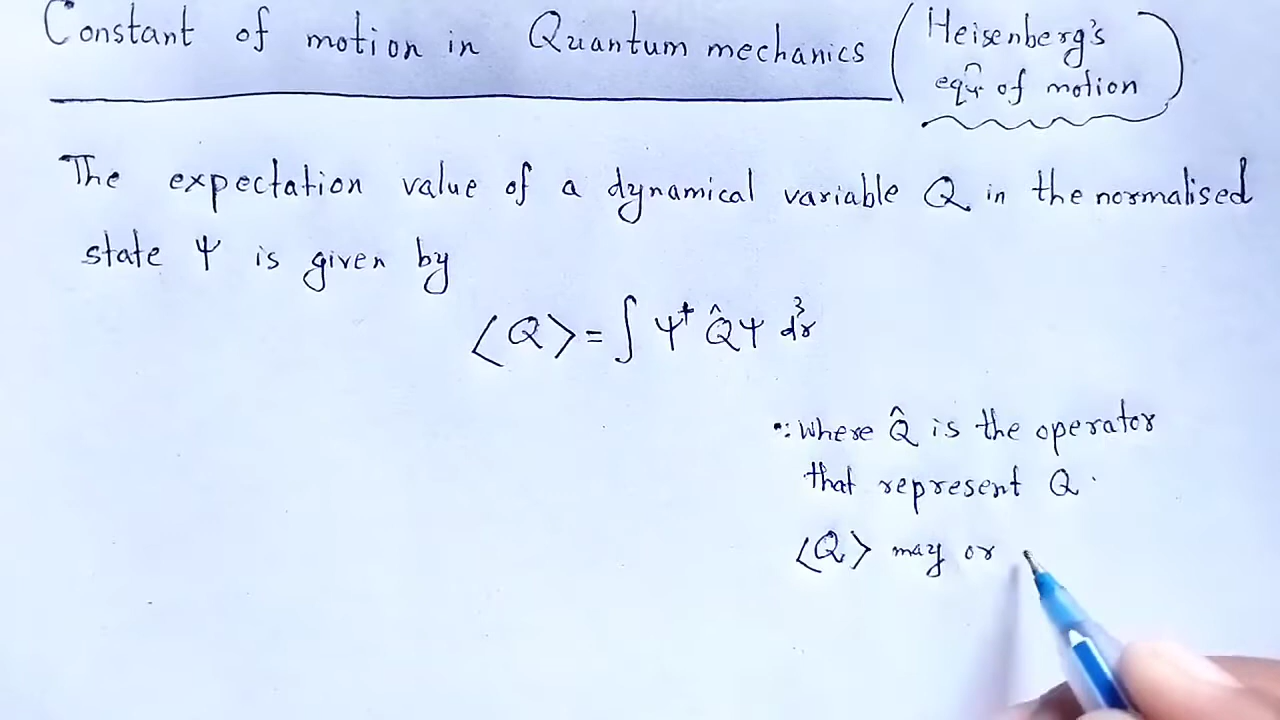 Constant of motion in Quantum mechanics (Heisenberg's
eqn of motion)
The expectation value of a dynamical variable Q in the normalised
state Ψ is given by
⟨Q⟩ = ∫ Ψ† Q̂ Ψ d³r
∵ where Q̂ is the operator
that represent Q.
⟨Q⟩ may or